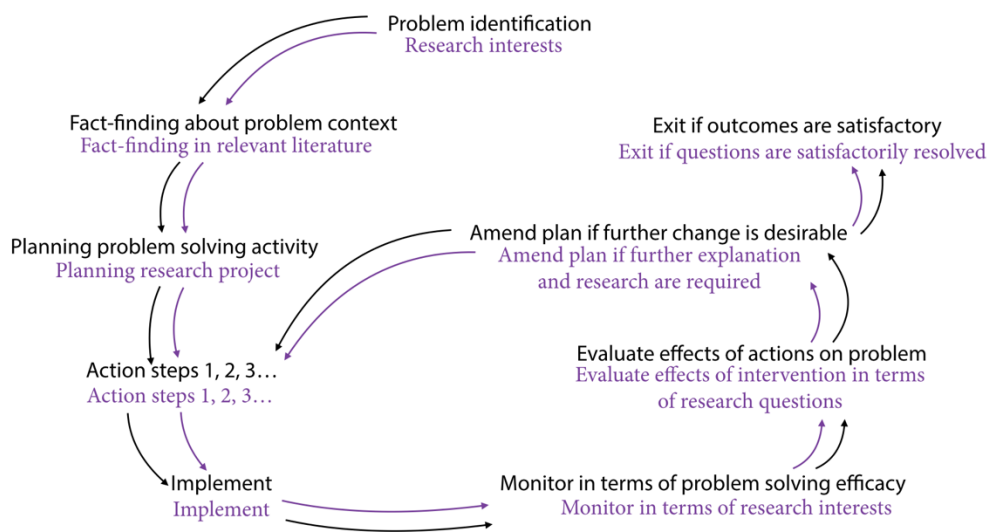 Problem identification
Research interests
Fact-finding about problem context
Fact-finding in relevant literature
Exit if outcomes are satisfactory
Exit if questions are satisfactorily resolved
Planning problem solving activity
Planning research project
Amend plan if further change is desirable
Amend plan if further explanation
and research are required
Action steps 1, 2, 3…
Action steps 1, 2, 3…
Evaluate effects of actions on problem
Evaluate effects of intervention in terms
of research questions
Implement
Implement
Monitor in terms of problem solving efficacy
Monitor in terms of research interests